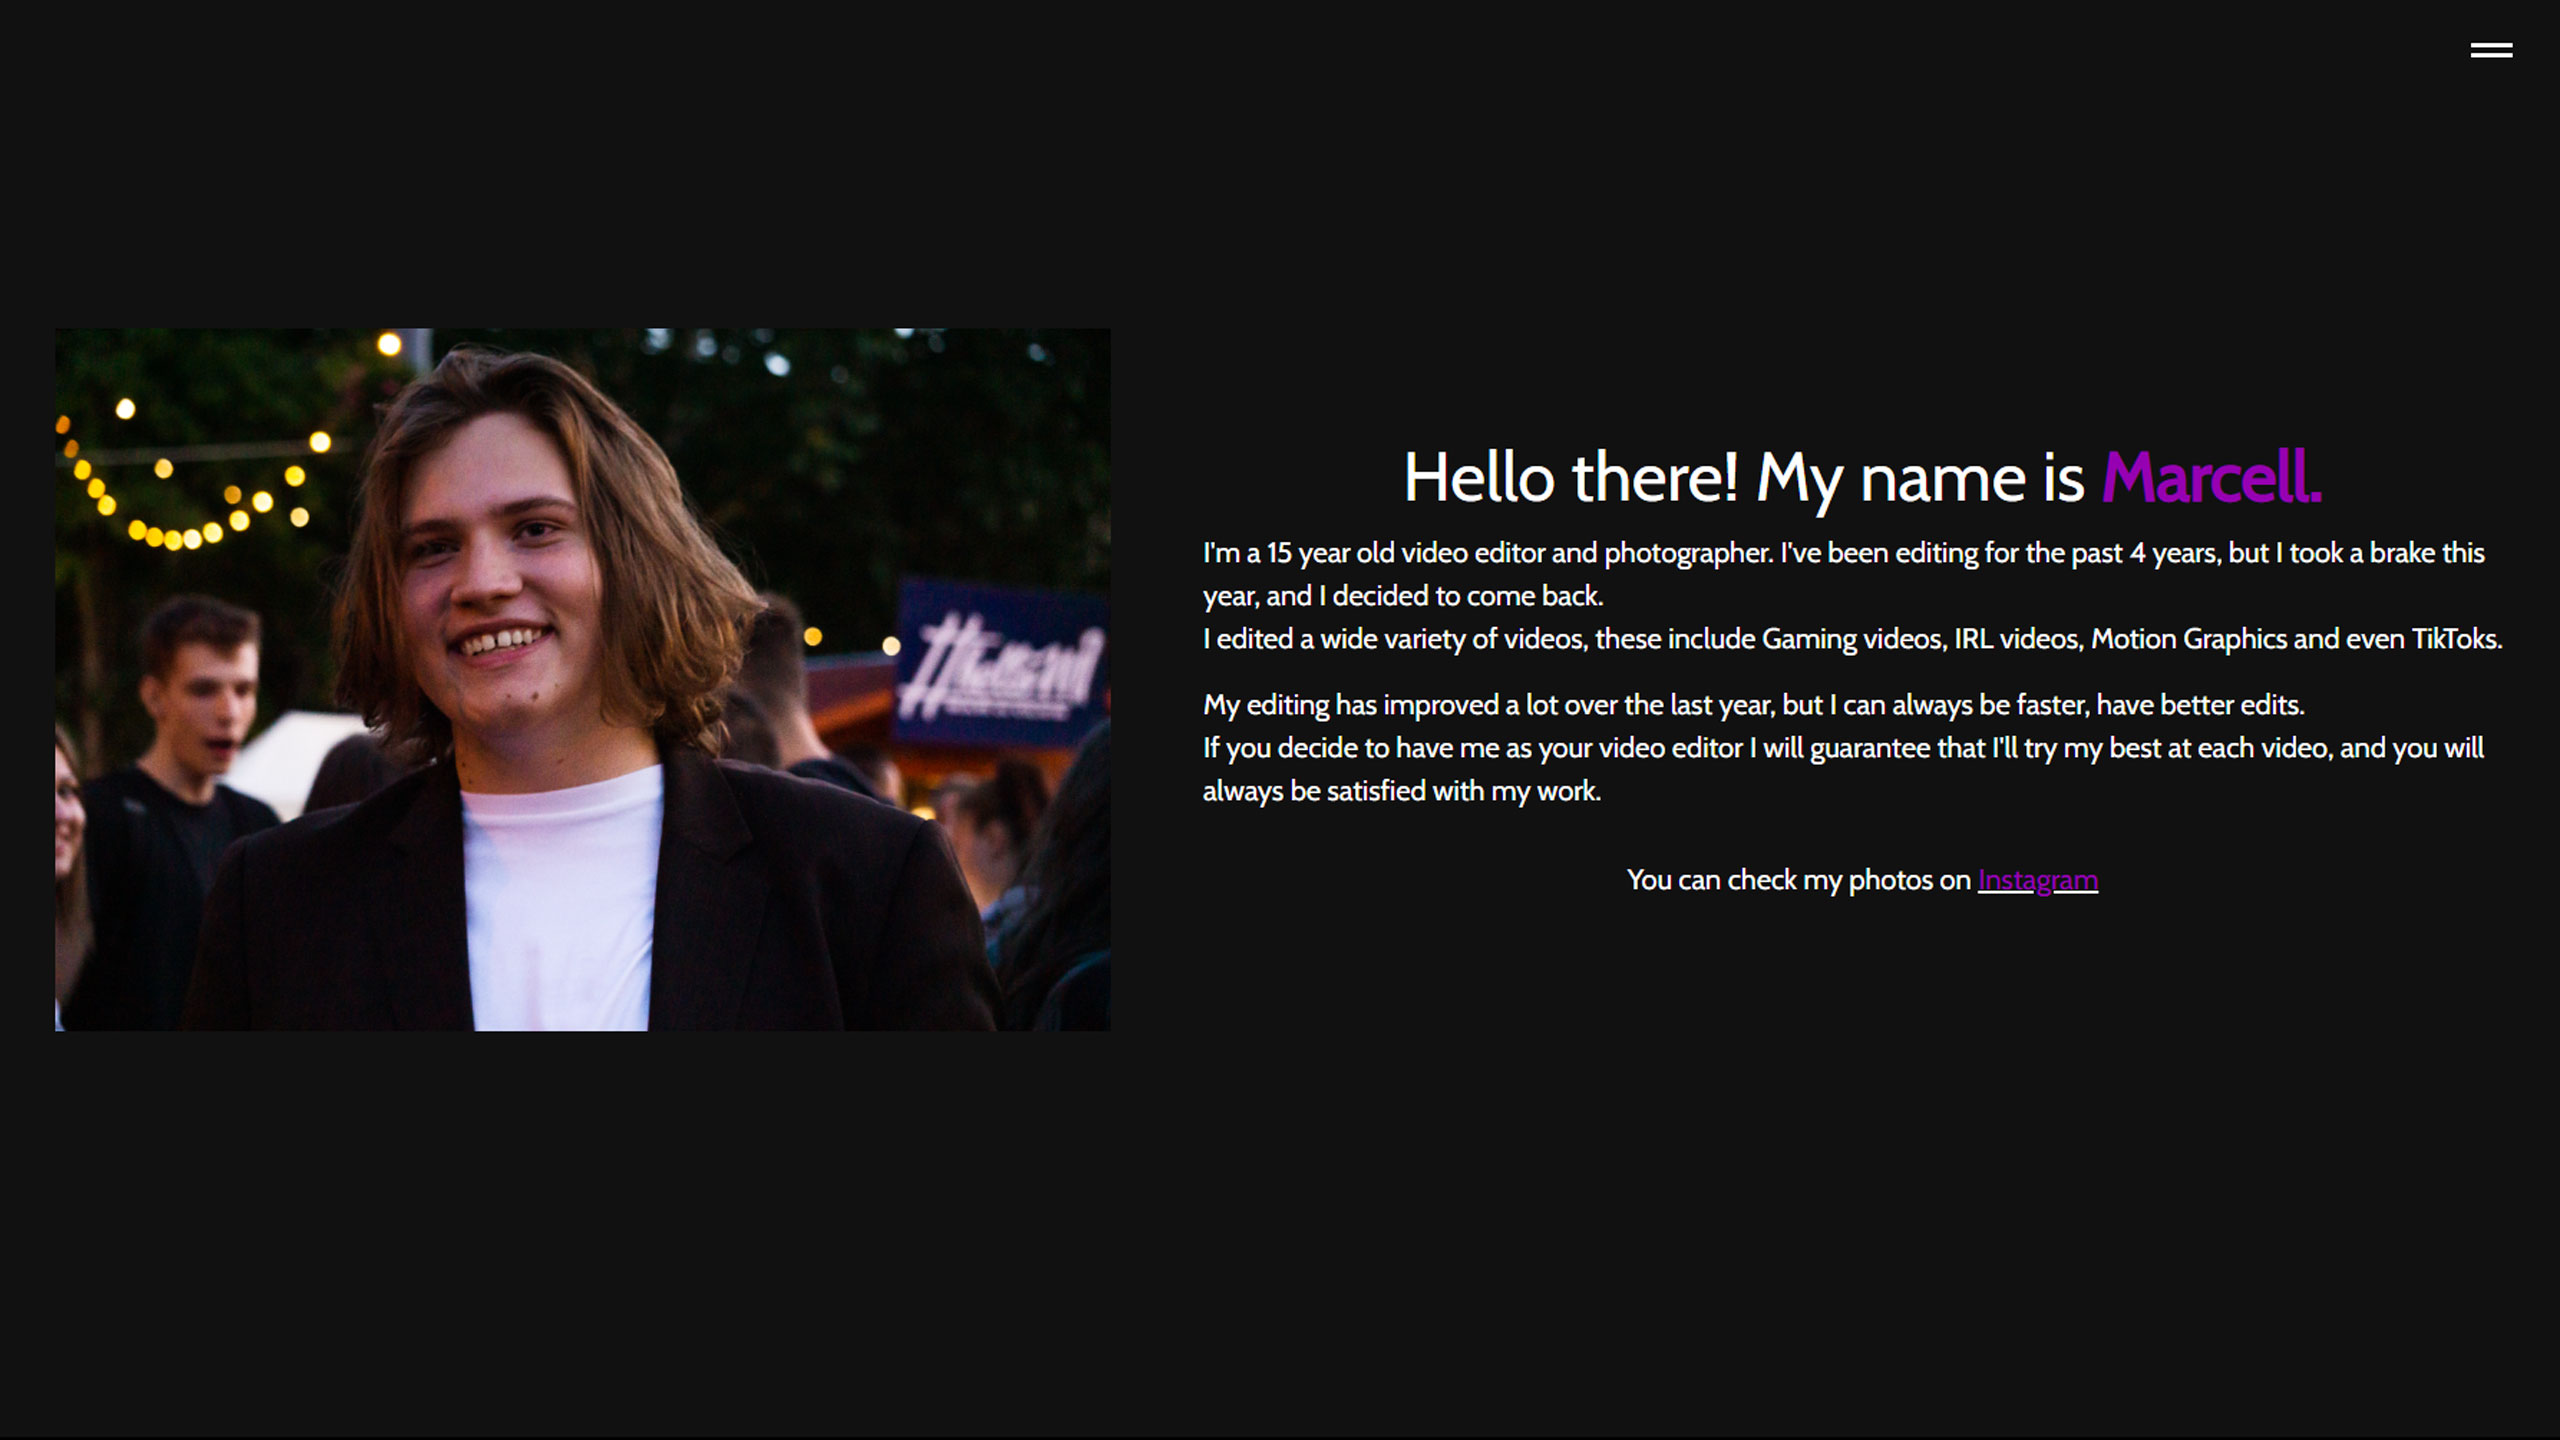 Hello there! My name is Marcell.
I'm a 15 year old video editor and photographer. I've been editing for the past 4 years, but I took a brake this
year, and I decided to come back.
I edited a wide variety of videos, these include Gaming videos, IRL videos, Motion Graphics and even TikToks.
My editing has improved a lot over the last year, but I can always be faster, have better edits.
If you decide to have me as your video editor I will guarantee that I'll try my best at each video, and you will
always be satisfied with my work.
You can check my photos on Instagram